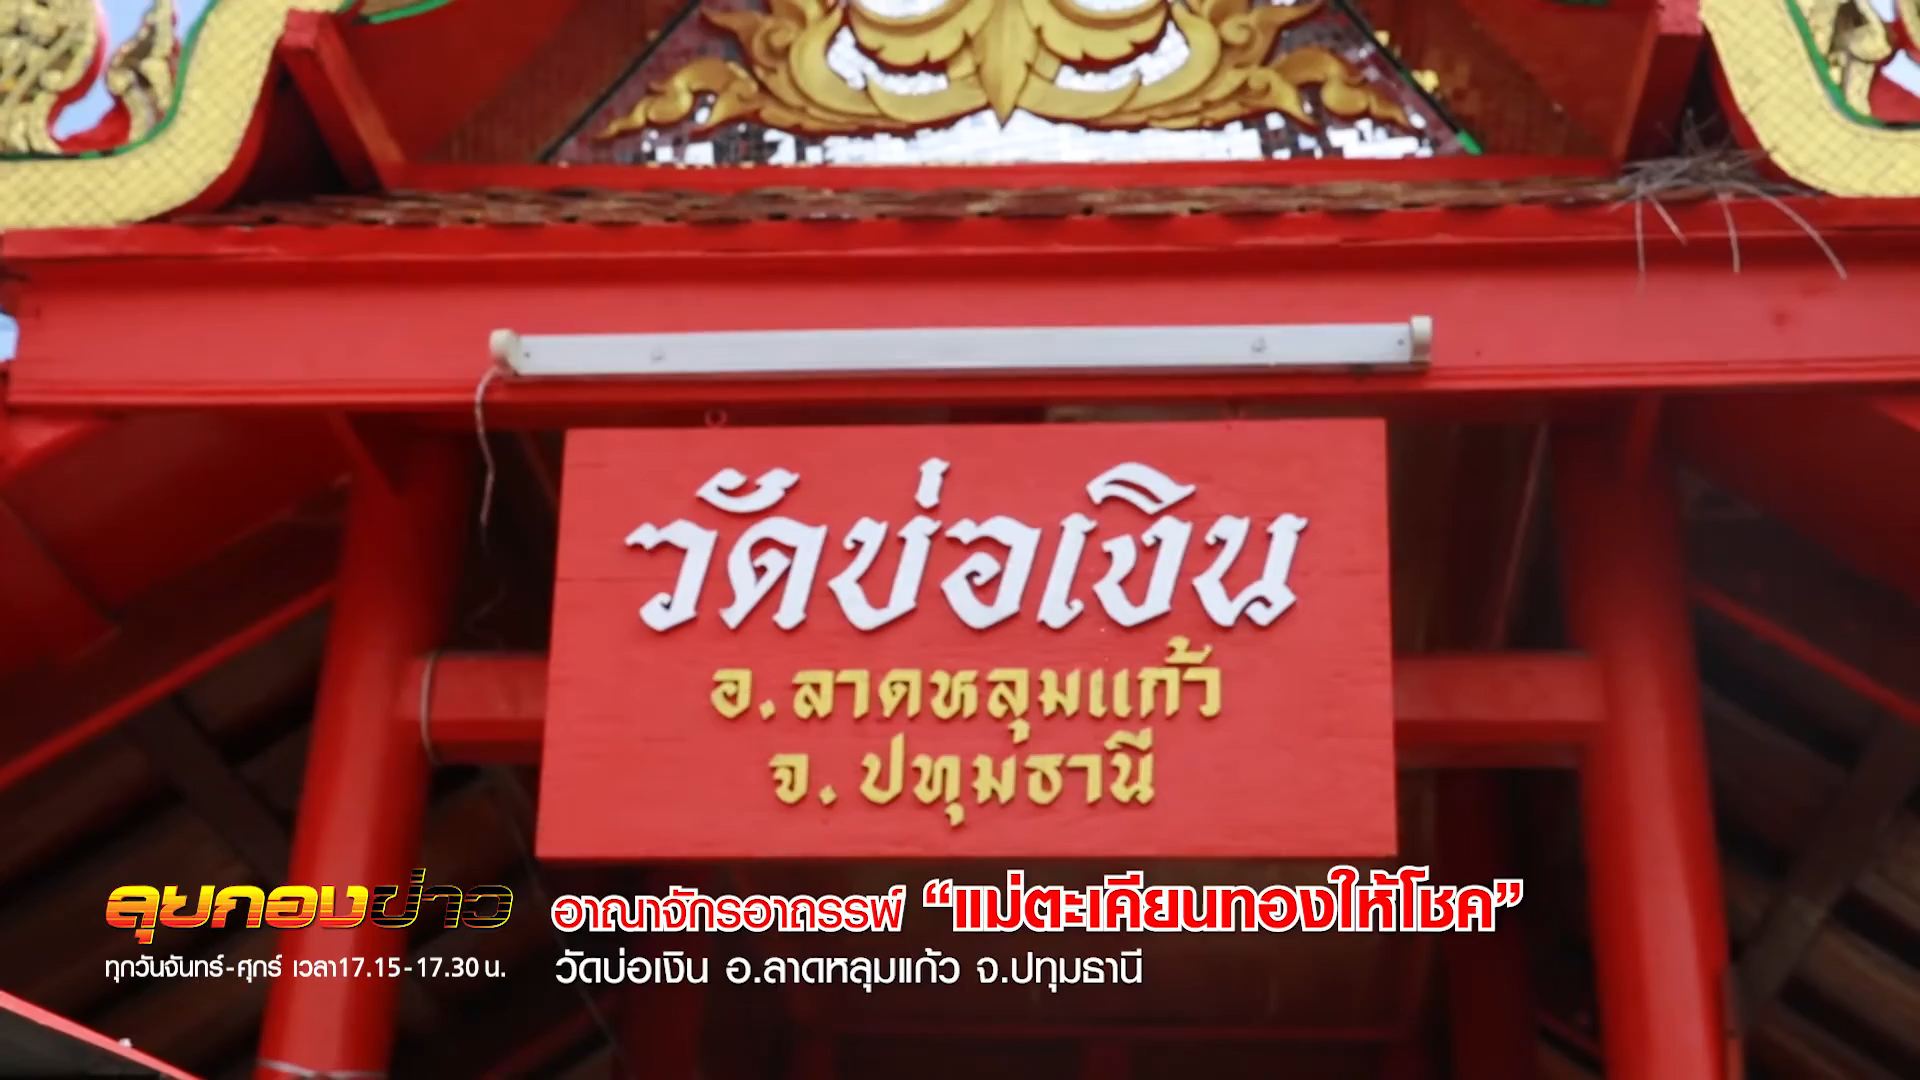 วัดบ่อเงิน
อ.ลาดหลุมแก้ว
จ.ปทุมธานี
ลุยกองข่าว
ทุกวันจันทร์-ศุกร์ เวลา17.15-17.30 น.
อาณาจักรอาถรรพ์ “แม่ตะเคียนทองให้โชค”
วัดบ่อเงิน อ.ลาดหลุมแก้ว จ.ปทุมธานี